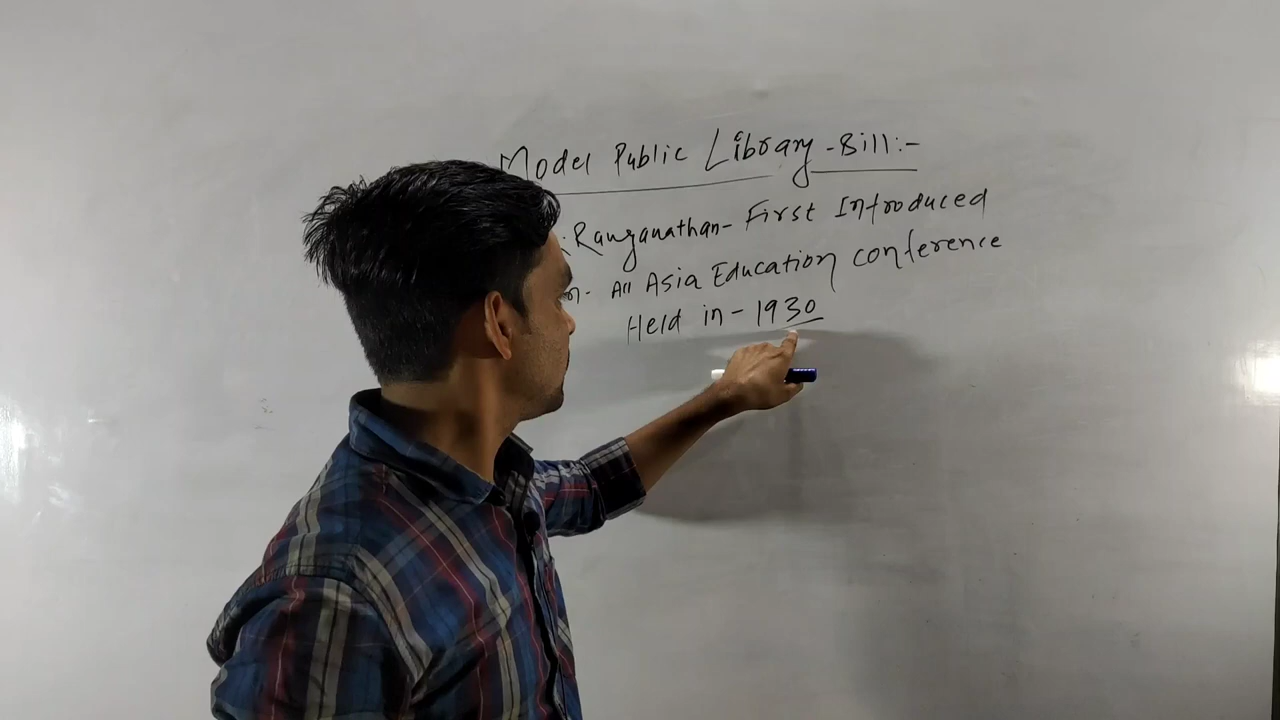 Model Public Library-Bill:-
Ranganathan- First Introduced
All Asia Education conference
Held in - 1930